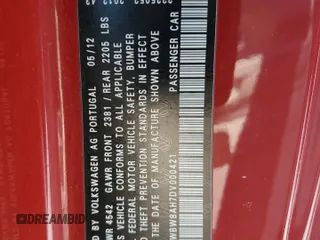 BY VOLKSWAGEN AG PORTUGAL 05/12
WR 4542 GAWR FRONT 2381 / REAR 2205 LBS
S VEHICLE CONFORMS TO ALL APPLICABLE
FEDERAL MOTOR VEHICLE SAFETY, BUMPER
THEFT PREVENTION STANDARDS IN EFFECT
THE DATE OF MANUFACTURE SHOWN ABOVE.
PASSENGER CAR
DREAMBID